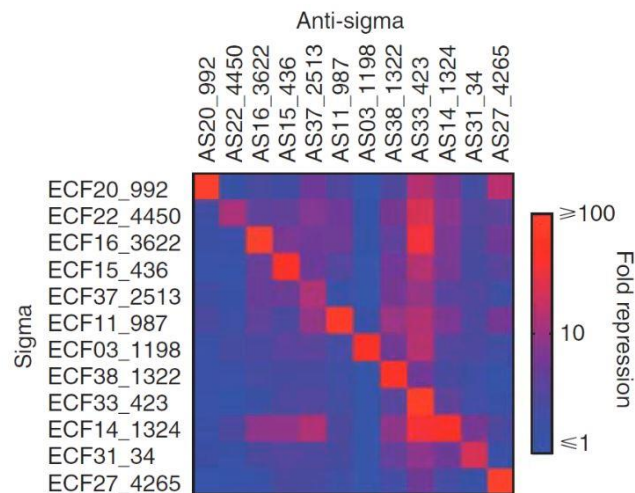 Anti-sigma
AS20_992
AS22_4450
AS16_3622
AS15_436
AS37_2513
AS11_987
AS03_1198
AS38_1322
AS33_423
AS14_1324
AS31_34
AS27_4265
Sigma
ECF20_992
ECF22_4450
ECF16_3622
ECF15_436
ECF37_2513
ECF11_987
ECF03_1198
ECF38_1322
ECF33_423
ECF14_1324
ECF31_34
ECF27_4265
⩾100
10
⩽1
Fold repression